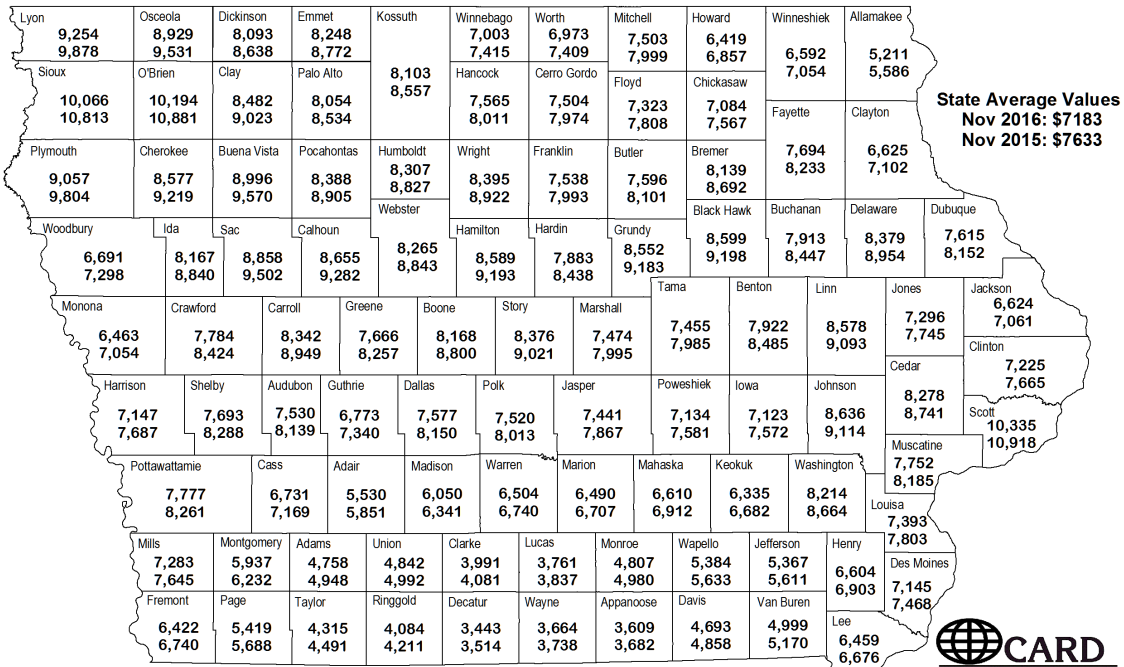 Lyon
9,254
9,878
Osceola
8,929
9,531
Dickinson
8,093
8,638
Emmet
8,248
8,772
Kossuth
8,103
8,557
Winnebago
7,003
7,415
Worth
6,973
7,409
Mitchell
7,503
7,999
Howard
6,419
6,857
Winneshiek
6,592
7,054
Allamakee
5,211
5,586
Sioux
10,066
10,813
O'Brien
10,194
10,881
Clay
8,482
9,023
Palo Alto
8,054
8,534
Hancock
7,565
8,011
Cerro Gordo
7,504
7,974
Floyd
7,323
7,808
Chickasaw
7,084
7,567
State Average Values
Nov 2016: $7183
Nov 2015: $7633
Fayette
7,694
8,233
Clayton
6,625
7,102
Plymouth
9,057
9,804
Cherokee
8,577
9,219
Buena Vista
8,996
9,570
Pocahontas
8,388
8,905
Humboldt
8,307
8,827
Wright
8,395
8,922
Franklin
7,538
7,993
Butler
7,596
8,101
Bremer
8,139
8,692
Woodbury
6,691
7,298
Ida
8,167
8,840
Sac
8,858
9,502
Calhoun
8,655
9,282
Webster
8,265
8,843
Hamilton
8,589
9,193
Hardin
7,883
8,438
Grundy
8,552
9,183
Black Hawk
8,599
9,198
Buchanan
7,913
8,447
Delaware
8,379
8,954
Dubuque
7,615
8,152
Monona
6,463
7,054
Crawford
7,784
8,424
Carroll
8,342
8,949
Greene
7,666
8,257
Boone
8,168
8,800
Story
8,376
9,021
Marshall
7,474
7,995
Tama
7,455
7,985
Benton
7,922
8,485
Linn
8,578
9,093
Jones
7,296
7,745
Jackson
6,624
7,061
Clinton
7,225
7,665
Harrison
7,147
7,687
Shelby
7,693
8,288
Audubon
7,530
8,139
Guthrie
6,773
7,340
Dallas
7,577
8,150
Polk
7,520
8,013
Jasper
7,441
7,867
Poweshiek
7,134
7,581
Iowa
7,123
7,572
Johnson
8,636
9,114
Cedar
8,278
8,741
Scott
10,335
10,918
Muscatine
7,752
8,185
Pottawattamie
7,777
8,261
Cass
6,731
7,169
Adair
5,530
5,851
Madison
6,050
6,341
Warren
6,504
6,740
Marion
6,490
6,707
Mahaska
6,610
6,912
Keokuk
6,335
6,682
Washington
8,214
8,664
Louisa
7,393
7,803
Mills
7,283
7,645
Montgomery
5,937
6,232
Adams
4,758
4,948
Union
4,842
4,992
Clarke
3,991
4,081
Lucas
3,761
3,837
Monroe
4,807
4,980
Wapello
5,384
5,633
Jefferson
5,367
5,611
Henry
6,604
6,903
Des Moines
7,145
7,468
Fremont
6,422
6,740
Page
5,419
5,688
Taylor
4,315
4,491
Ringgold
4,084
4,211
Decatur
3,443
3,514
Wayne
3,664
3,738
Appanoose
3,609
3,682
Davis
4,693
4,858
Van Buren
4,999
5,170
Lee
6,459
6,676
CARD